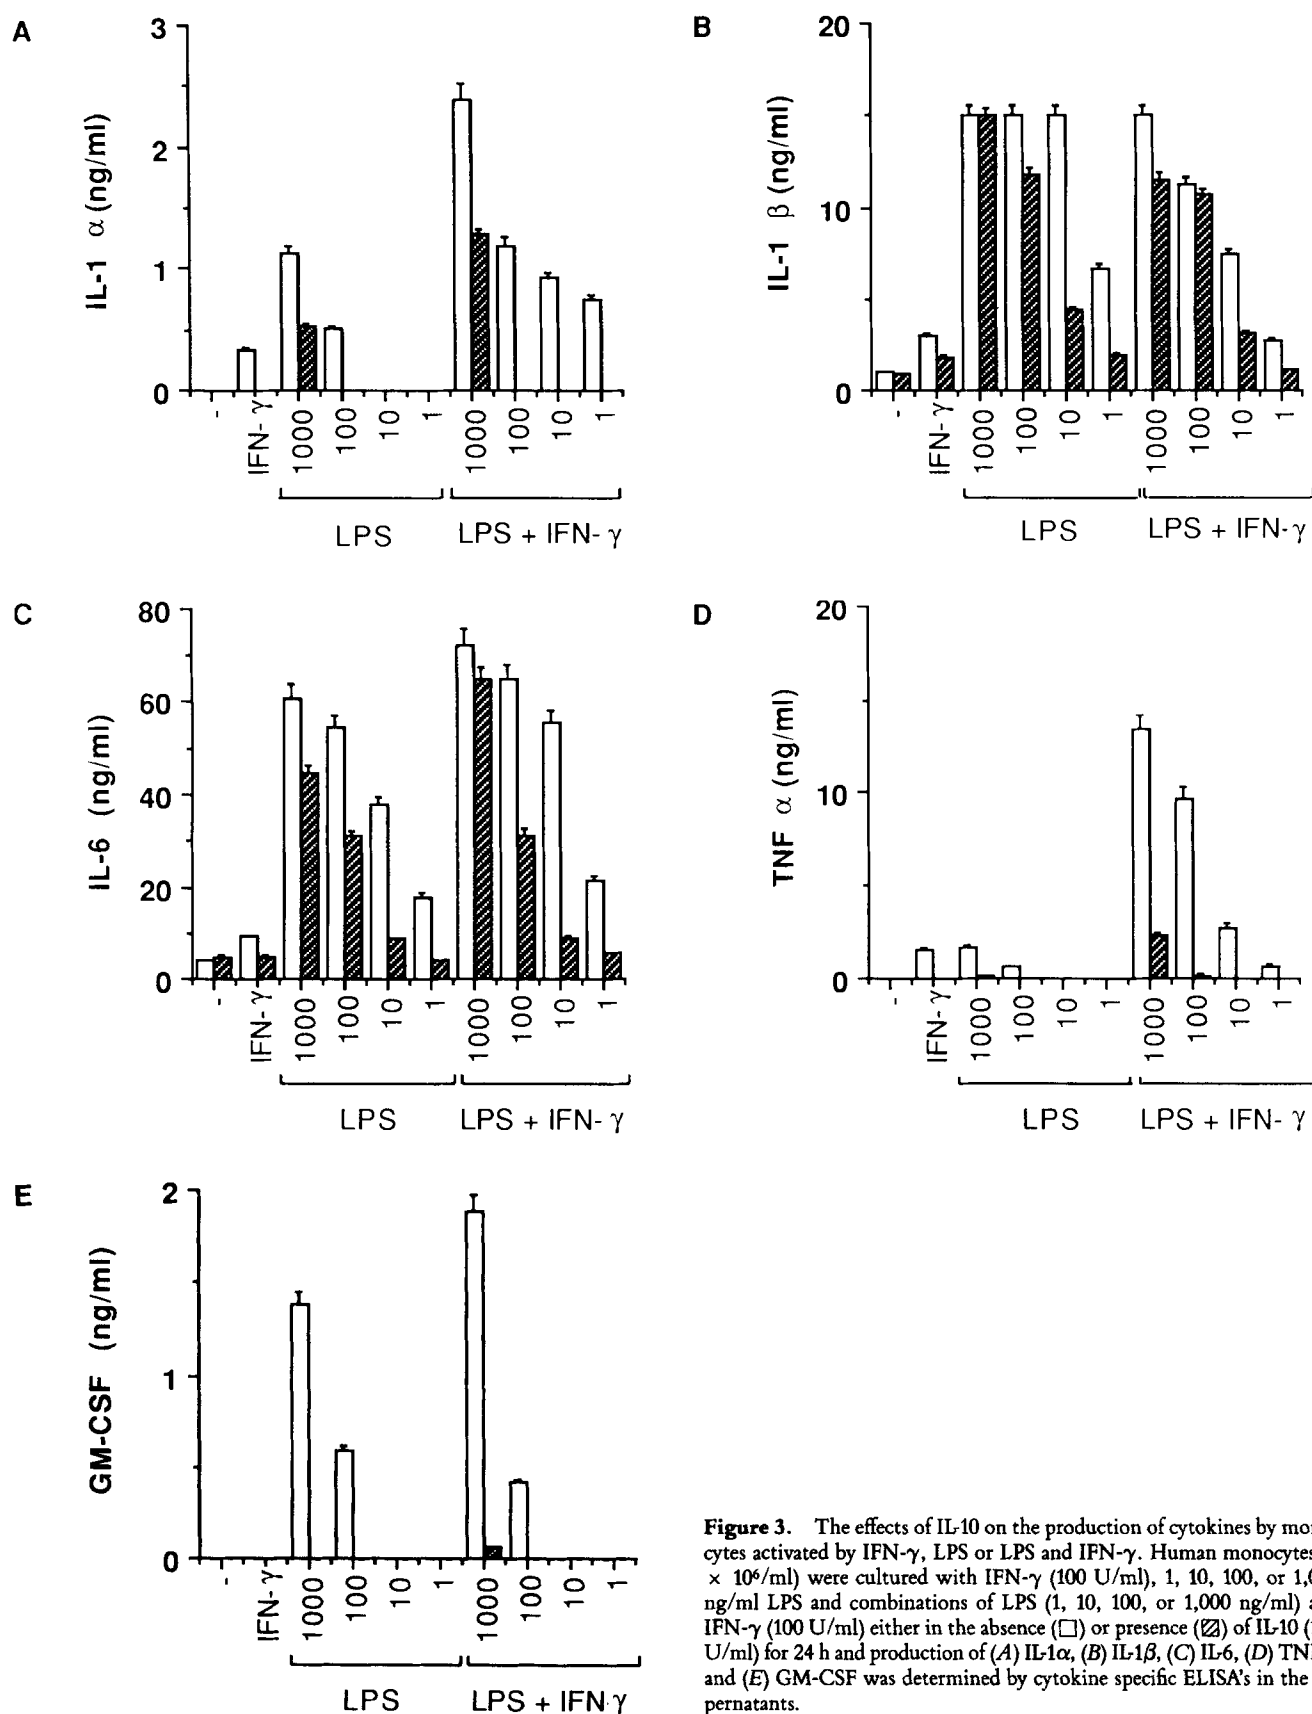 A
3
2
1
0
IL-1 α (ng/ml)
- IFN-γ 1000 100 10 1 1000 100 10 1
LPS LPS + IFN-γ
B
20
10
0
IL-1 β (ng/ml)
- IFN-γ 1000 100 10 1 1000 100 10 1
LPS LPS + IFN-γ
C
80
60
40
20
0
IL-6 (ng/ml)
- IFN-γ 1000 100 10 1 1000 100 10 1
LPS LPS + IFN-γ
D
20
10
0
TNF α (ng/ml)
- IFN-γ 1000 100 10 1 1000 100 10 1
LPS LPS + IFN-γ
E
2
1
0
GM-CSF (ng/ml)
- IFN-γ 1000 100 10 1 1000 100 10 1
LPS LPS + IFN γ
Figure 3. The effects of IL-10 on the production of cytokines by mon
cytes activated by IFN-γ, LPS or LPS and IFN-γ. Human monocytes
× 10⁶/ml) were cultured with IFN-γ (100 U/ml), 1, 10, 100, or 1,0
ng/ml LPS and combinations of LPS (1, 10, 100, or 1,000 ng/ml) a
IFN-γ (100 U/ml) either in the absence (□) or presence (▨) of IL-10 (
U/ml) for 24 h and production of (A) IL-1α, (B) IL-1β, (C) IL-6, (D) TN
and (E) GM-CSF was determined by cytokine specific ELISA's in the
pernatants.